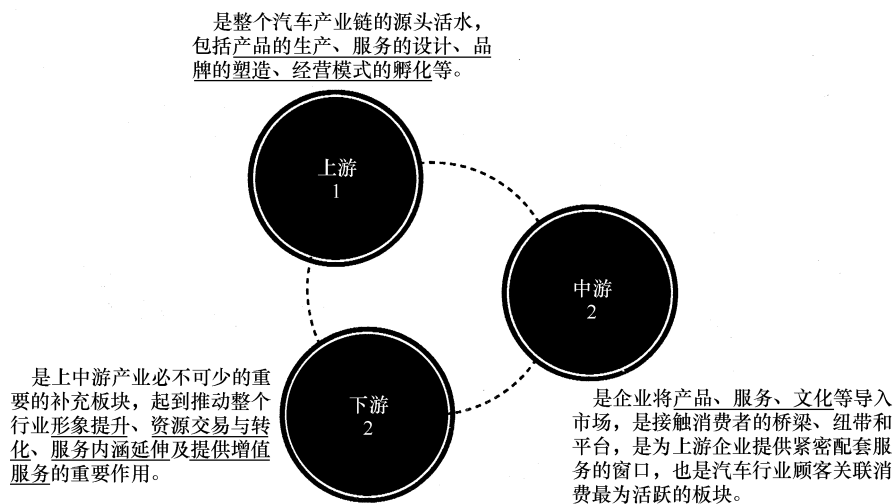 是整个汽车产业链的源头活水，
包括产品的生产、服务的设计、品
牌的塑造、经营模式的孵化等。
上游
1
中游
2
下游
2
是上中游产业必不可少的重
要的补充板块，起到推动整个
行业形象提升、资源交易与转
化、服务内涵延伸及提供增值
服务的重要作用。
是企业将产品、服务、文化等导入
市场，是接触消费者的桥梁、纽带和
平台，是为上游企业提供紧密配套服
务的窗口，也是汽车行业顾客关联消
费最为活跃的板块。